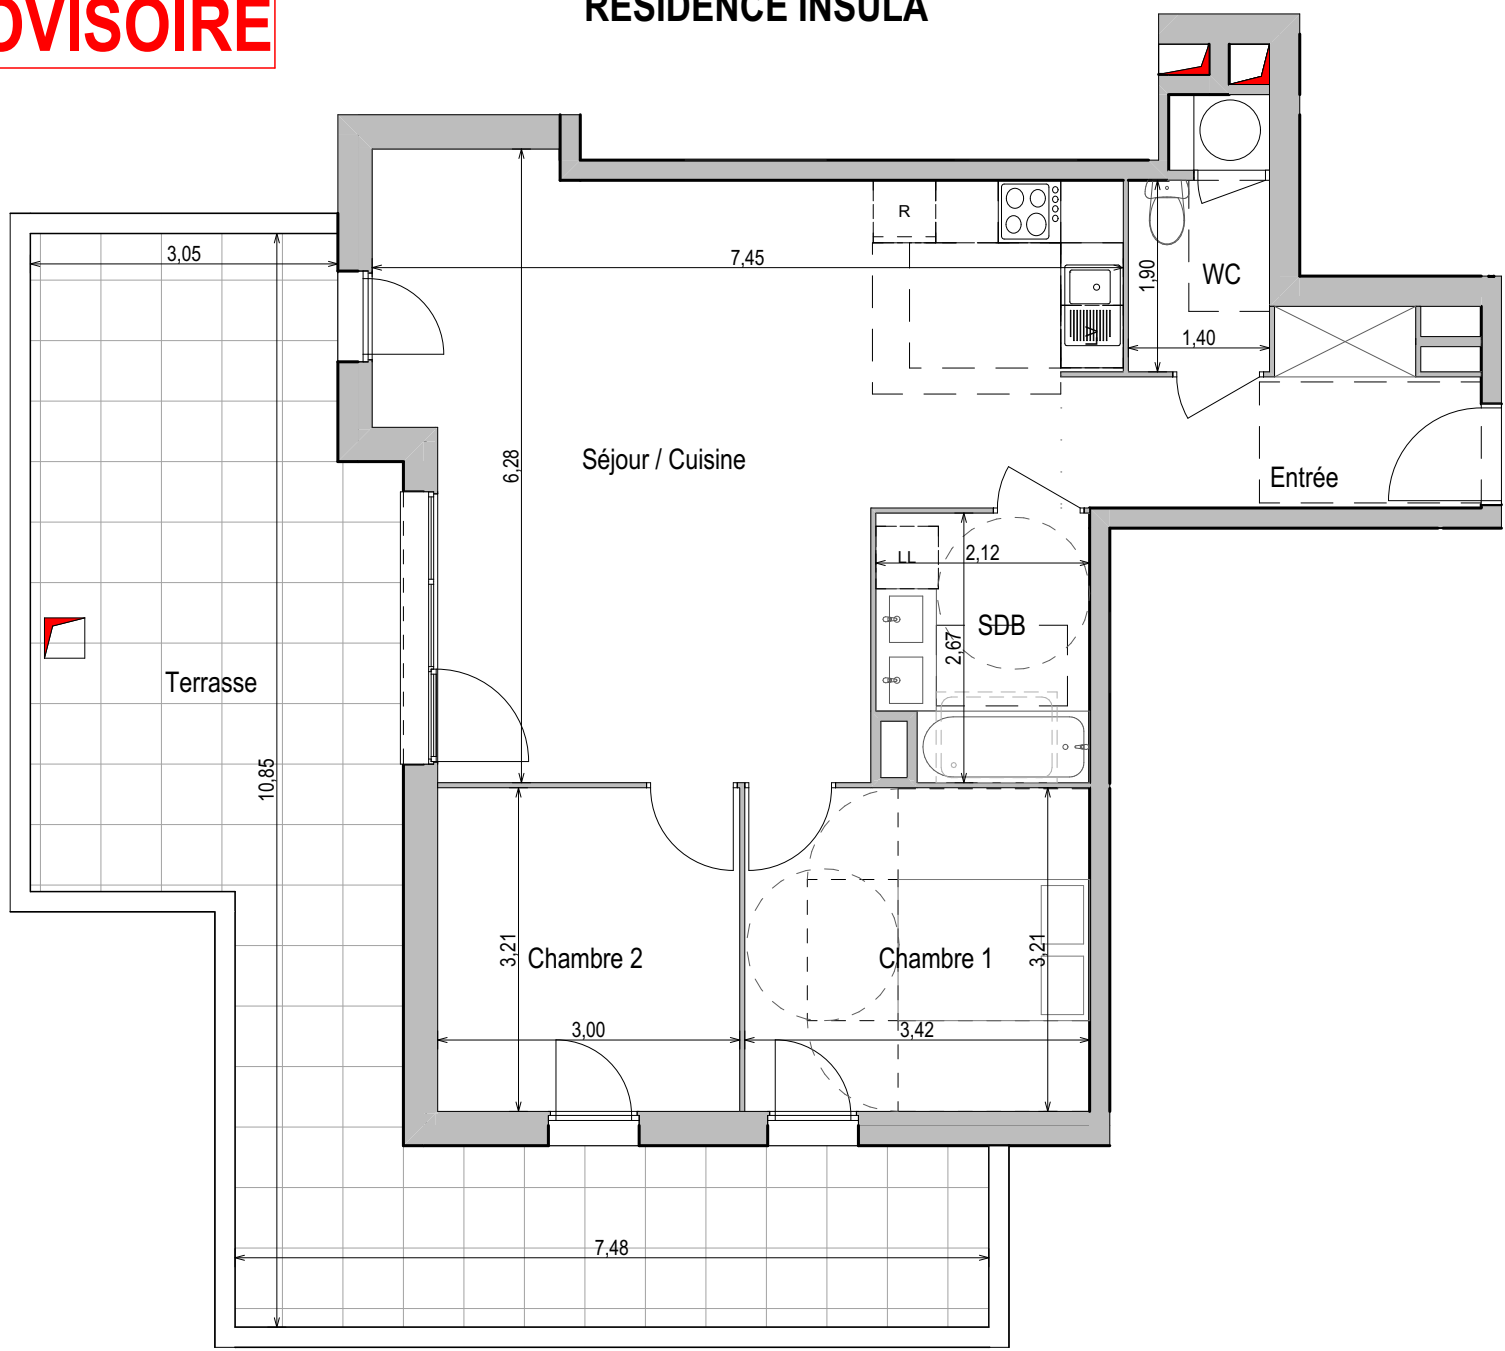 RESIDENCE INSULA
OVISOIRE
3,05
7,45
R
1,90
WC
1,40
6,28
Séjour / Cuisine
Entrée
LL
2,12
SDB
2,67
Terrasse
10,85
3,21
Chambre 2
Chambre 1
3,21
3,00
3,42
7,48